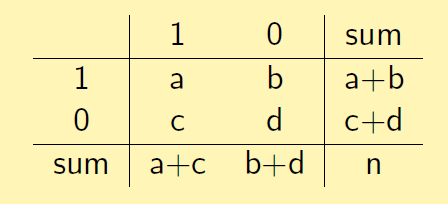 1 0 sum
1 a b a+b
0 c d c+d
sum a+c b+d n